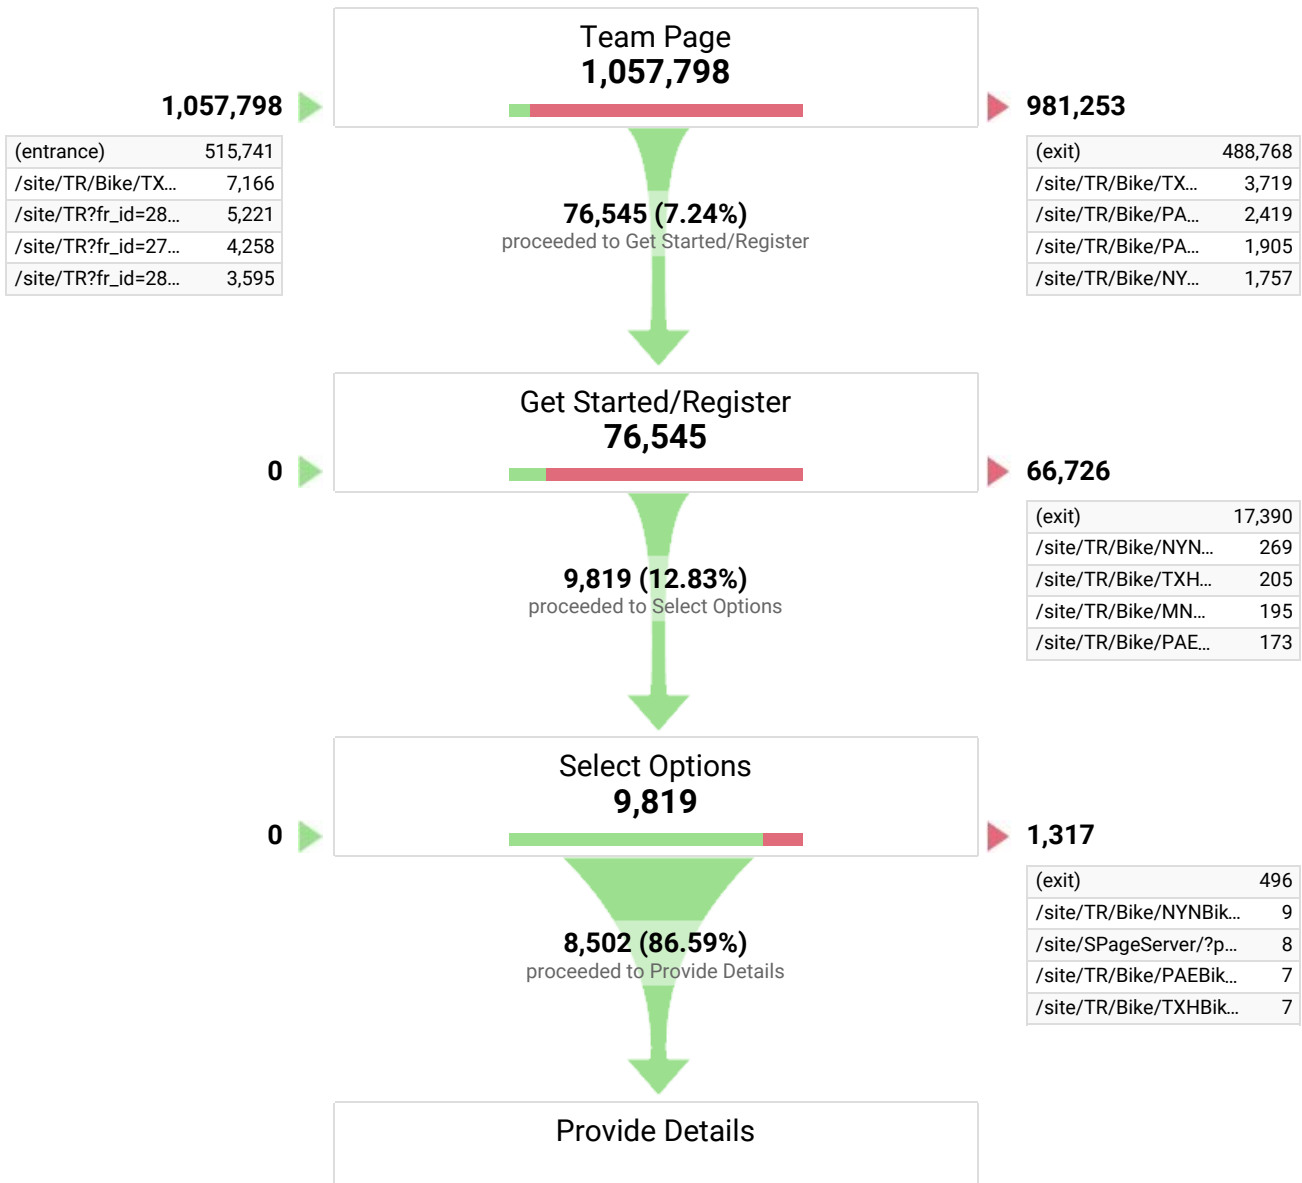 Team Page
1,057,798
1,057,798
981,253
(entrance) 515,741
/site/TR/Bike/TX... 7,166
/site/TR?fr_id=28... 5,221
/site/TR?fr_id=27... 4,258
/site/TR?fr_id=28... 3,595
(exit) 488,768
/site/TR/Bike/TX... 3,719
/site/TR/Bike/PA... 2,419
/site/TR/Bike/PA... 1,905
/site/TR/Bike/NY... 1,757
76,545 (7.24%)
proceeded to Get Started/Register
Get Started/Register
76,545
0
66,726
(exit) 17,390
/site/TR/Bike/NYN... 269
/site/TR/Bike/TXH... 205
/site/TR/Bike/MN... 195
/site/TR/Bike/PAE... 173
9,819 (12.83%)
proceeded to Select Options
Select Options
9,819
0
1,317
(exit) 496
/site/TR/Bike/NYNBik... 9
/site/SPageServer/?p... 8
/site/TR/Bike/PAEBik... 7
/site/TR/Bike/TXHBik... 7
8,502 (86.59%)
proceeded to Provide Details
Provide Details